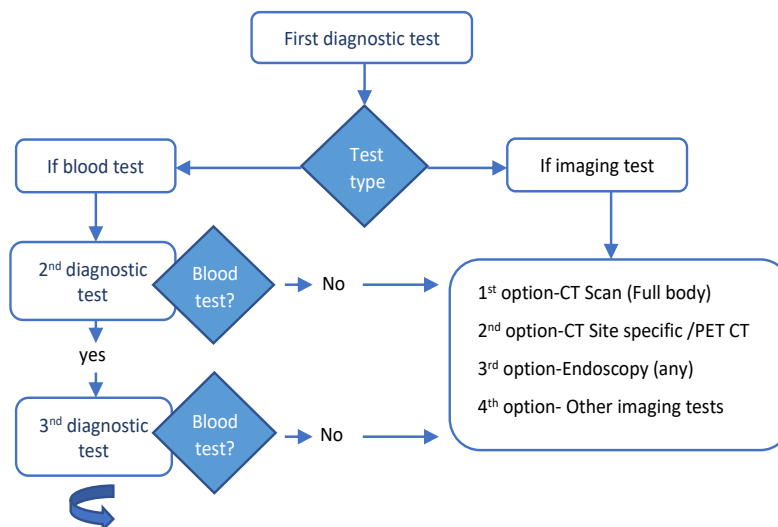 First diagnostic test
Test
type
If blood test
If imaging test
2nd diagnostic
test
Blood
test?
No
1st option-CT Scan (Full body)
2nd option-CT Site specific /PET CT
3rd option-Endoscopy (any)
4th option- Other imaging tests
yes
3nd diagnostic
test
Blood
test?
No